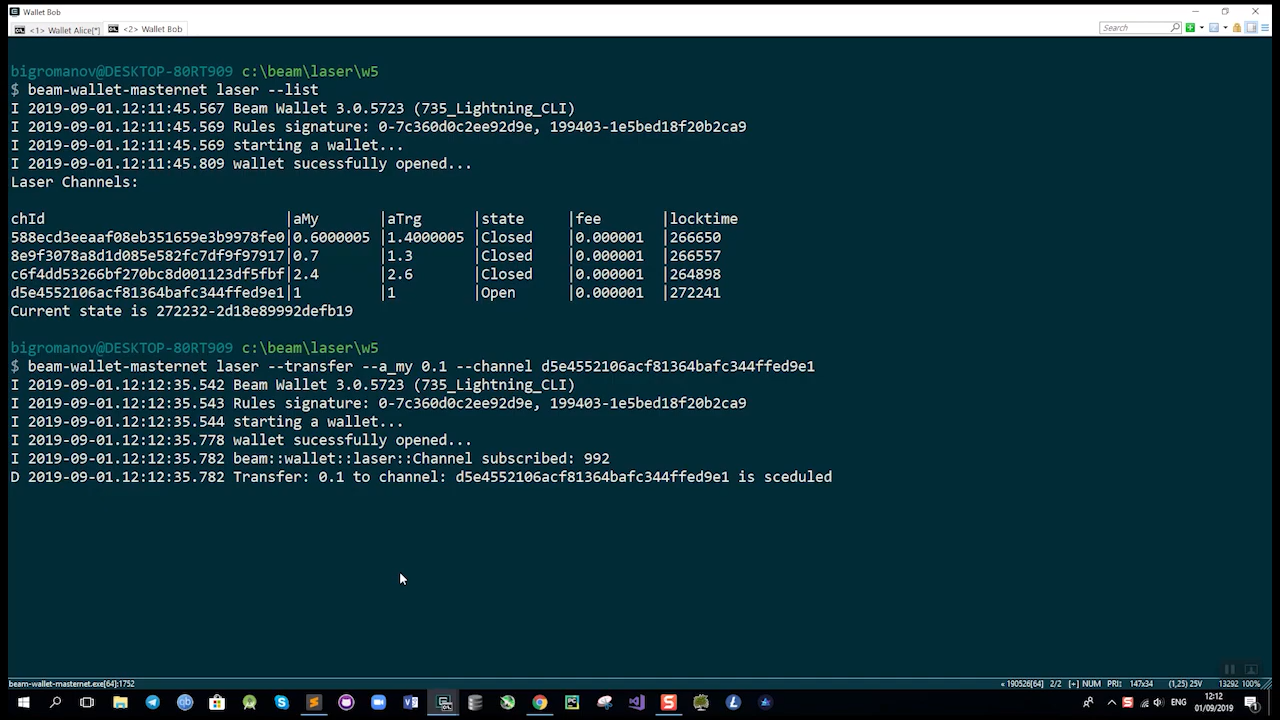 Wallet Bob
<1> Wallet Alice[*] <2> Wallet Bob Search
bigromanov@DESKTOP-80RT909 c:\beam\laser\w5
$ beam-wallet-masternet laser --list
I 2019-09-01.12:11:45.567 Beam Wallet 3.0.5723 (735_Lightning_CLI)
I 2019-09-01.12:11:45.569 Rules signature: 0-7c360d0c2ee92d9e, 199403-1e5bed18f20b2ca9
I 2019-09-01.12:11:45.569 starting a wallet...
I 2019-09-01.12:11:45.809 wallet sucessfully opened...
Laser Channels:
chId |aMy |aTrg |state |fee |locktime
588ecd3eeaaf08eb351659e3b9978fe0|0.6000005 |1.4000005 |Closed |0.000001 |266650
8e9f3078a8d1d085e582fc7df9f97917|0.7 |1.3 |Closed |0.000001 |266557
c6f4dd53266bf270bc8d001123df5fbf|2.4 |2.6 |Closed |0.000001 |264898
d5e4552106acf81364bafc344ffed9e1|1 |1 |Open |0.000001 |272241
Current state is 272232-2d18e89992defb19
bigromanov@DESKTOP-80RT909 c:\beam\laser\w5
$ beam-wallet-masternet laser --transfer --a_my 0.1 --channel d5e4552106acf81364bafc344ffed9e1
I 2019-09-01.12:12:35.542 Beam Wallet 3.0.5723 (735_Lightning_CLI)
I 2019-09-01.12:12:35.543 Rules signature: 0-7c360d0c2ee92d9e, 199403-1e5bed18f20b2ca9
I 2019-09-01.12:12:35.544 starting a wallet...
I 2019-09-01.12:12:35.778 wallet sucessfully opened...
I 2019-09-01.12:12:35.782 beam::wallet::laser::Channel subscribed: 992
D 2019-09-01.12:12:35.782 Transfer: 0.1 to channel: d5e4552106acf81364bafc344ffed9e1 is sceduled
beam-wallet-masternet.exe[64]:1752 « 190526[64] 2/2 [+] NUM PRI: 147x34 (1,25) 25V 13292 100%
ENG 12:12
01/09/2019